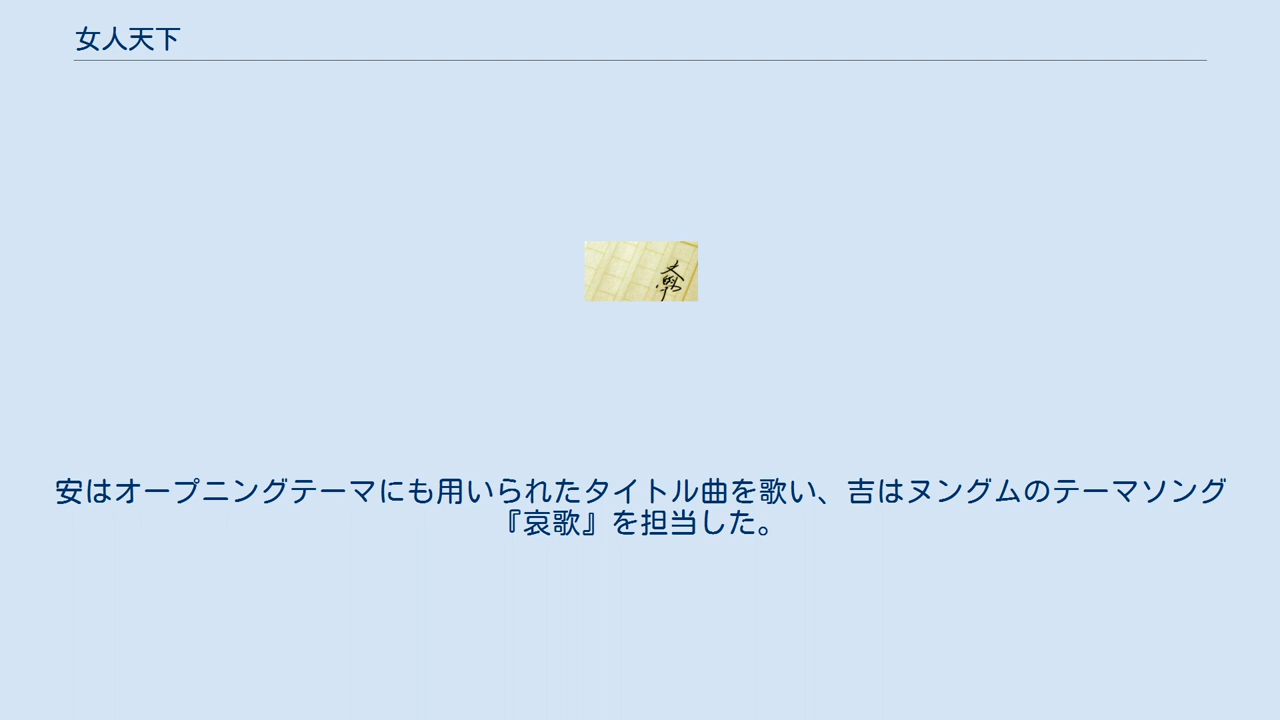 女人天下
安はオープニングテーマにも用いられたタイトル曲を歌い、吉はヌングムのテーマソング
『哀歌』を担当した。